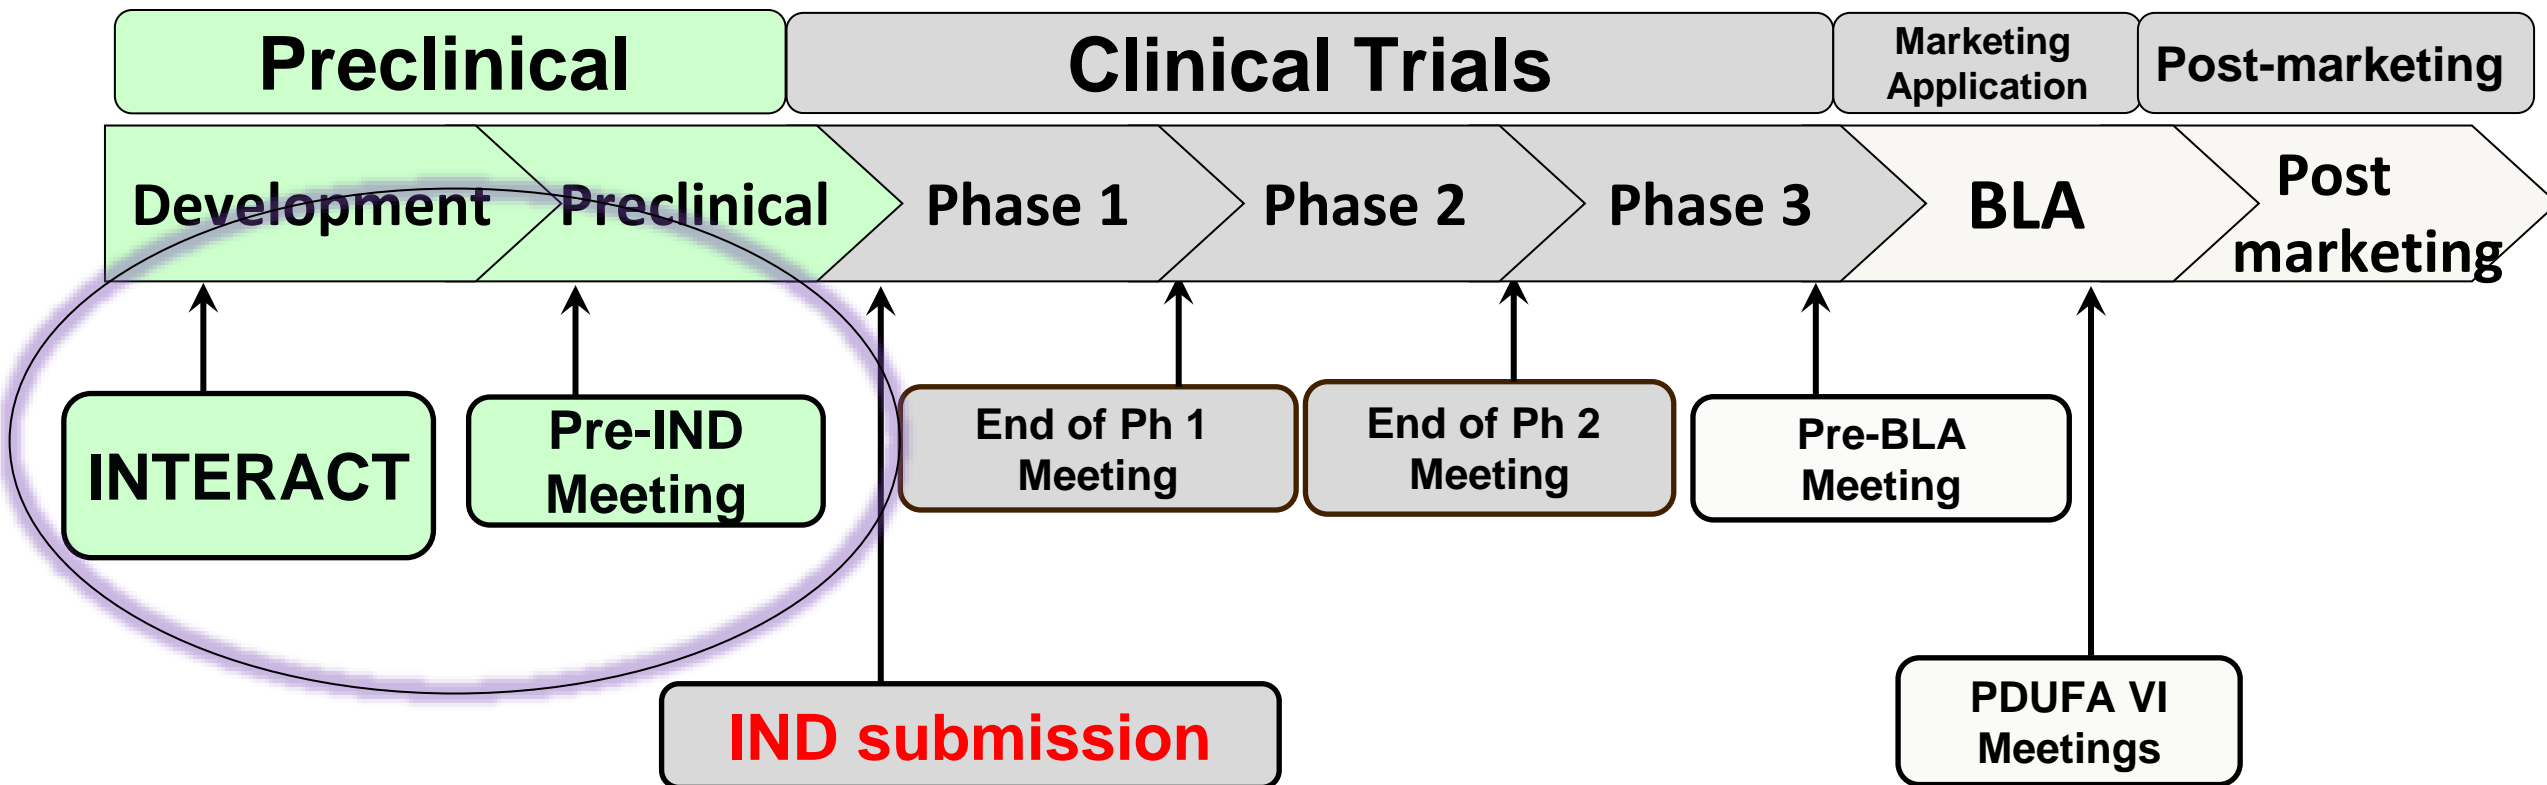 Preclinical
Clinical Trials
Marketing
Application
Post-marketing
Development
Preclinical
Phase 1
Phase 2
Phase 3
BLA
Post
marketing
INTERACT
Pre-IND
Meeting
End of Ph 1
Meeting
End of Ph 2
Meeting
Pre-BLA
Meeting
IND submission
PDUFA VI
Meetings